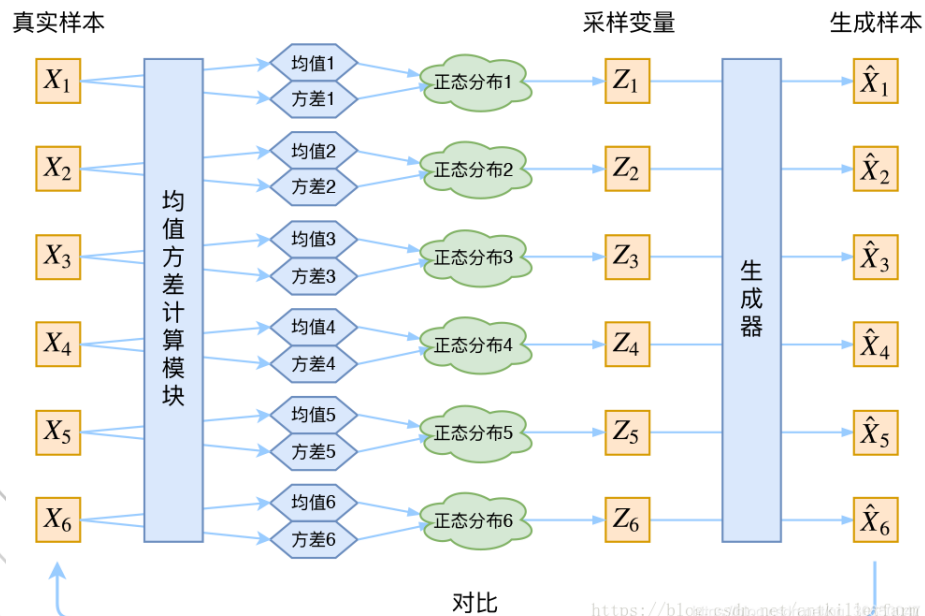 真实样本 采样变量 生成样本
X1 均值1 正态分布1 Z1 X̂1
方差1
X2 均值2 正态分布2 Z2 X̂2
方差2
X3 均值3 正态分布3 Z3 X̂3
方差3
X4 均值4 正态分布4 Z4 X̂4
方差4
X5 均值5 正态分布5 Z5 X̂5
方差5
X6 均值6 正态分布6 Z6 X̂6
方差6
均值方差计算模块
生成器
对比